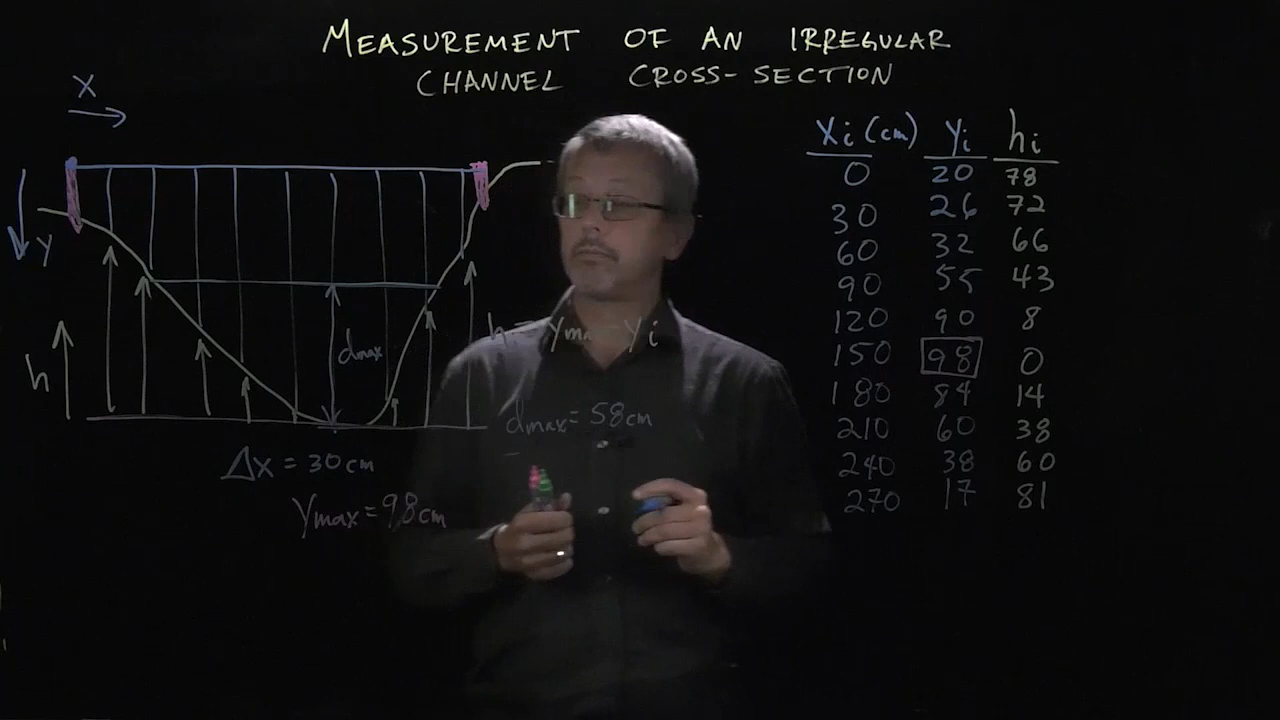 MEASUREMENT OF AN IRREGULAR
CHANNEL CROSS-SECTION
X
Y
h
dmax
Δx = 30cm
Ymax = 98cm
h = Ymax - Yi
dmax = 58cm
Xi (cm) Yi hi
0 20 78
30 26 72
60 32 66
90 55 43
120 90 8
150 98 0
180 84 14
210 60 38
240 38 60
270 17 81